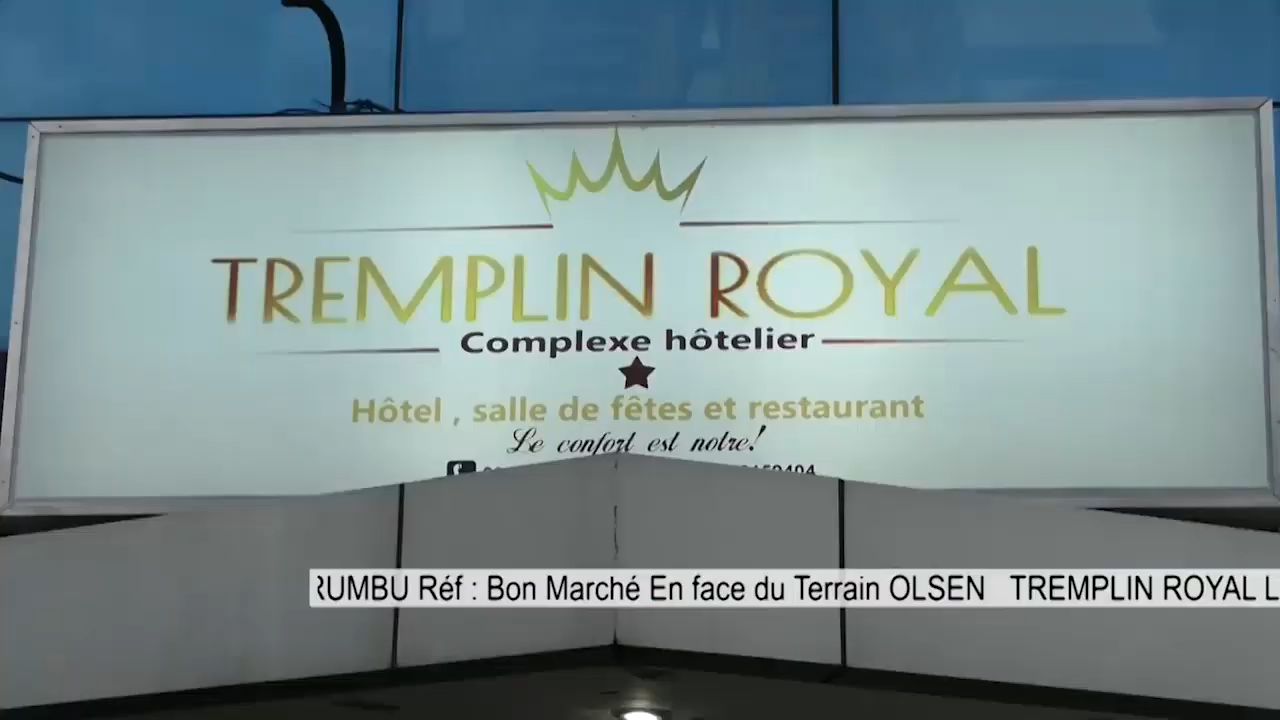 TREMPLIN ROYAL
Complexe hôtelier
Hôtel , salle de fêtes et restaurant
Le confort est notre!
RUMBU Réf : Bon Marché En face du Terrain OLSEN TREMPLIN ROYAL L